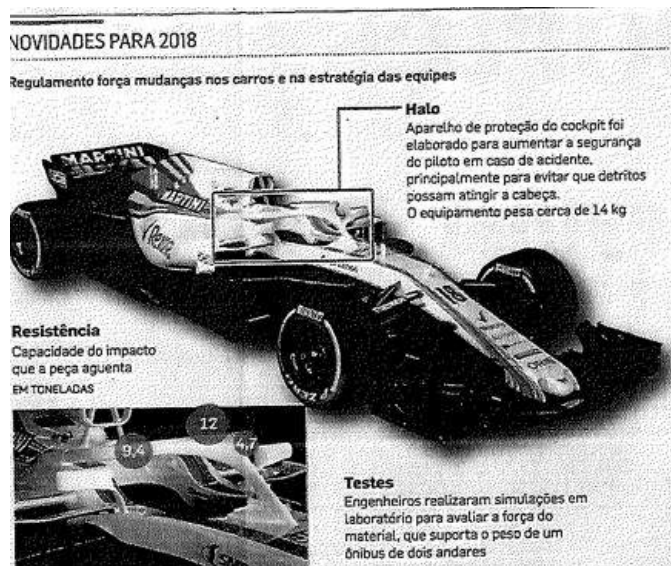 NOVIDADES PARA 2018
Regulamento força mudanças nos carros e na estratégia das equipes
Halo
Aparelho de proteção do cockpit foi
elaborado para aumentar a segurança
do piloto em caso de acidente,
principalmente para evitar que detritos
possam atingir a cabeça.
O equipamento pesa cerca de 14 kg
MARTINI
Rexona
Resistência
Capacidade do impacto
que a peça aguenta
EM TONELADAS
12
9,4
4,7
Testes
Engenheiros realizaram simulações em
laboratório para avaliar a força do
material, que suporta o peso de um
ônibus de dois andares